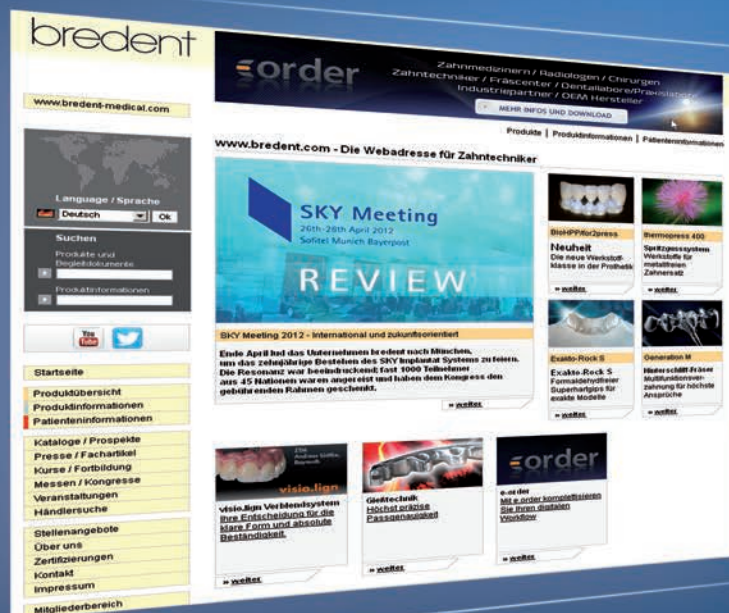 bredent
www.bredent-medical.com
Language / Sprache
Deutsch
Ok
Suchen
Produkte und
Begleitdokumente
Produktinformationen
You
Tube
Startseite
Produktübersicht
Produktinformationen
Patienteninformationen
Kataloge / Prospekte
Presse / Fachartikel
Kurse / Fortbildung
Messen / Kongresse
Veranstaltungen
Händlersuche
Stellenangebote
Über uns
Zertifizierungen
Kontakt
Impressum
Mitgliederbereich
eorder
Zahnmedizinern / Radiologen / Chirurgen
Zahntechniker / Fräscenter / Dentallabore/Praxislabore
Industriepartner / OEM Hersteller
MEHR INFOS UND DOWNLOAD
Produkte | Produktinformationen | Patienteninformationen
www.bredent.com - Die Webadresse für Zahntechniker
SKY Meeting
26th-28th April 2012
Sofitel Munich Bayerpost
REVIEW
SKY Meeting 2012 - International und zukunftsorientiert
Ende April lud das Unternehmen bredent nach München,
um das zehnjährige Bestehen des SKY Implantat Systems zu feiern.
Die Resonanz war beeindruckend; fast 1000 Teilnehmer
aus 45 Nationen waren angereist und haben dem Kongress den
gebührenden Rahmen geschenkt.
» weiter
BioHPP/for2press
Neuheit
Die neue Werkstoff-
klasse in der Prothetik
» weiter
thermopress 400
Spritzgusssystem
Werkstoffe für
metallfreien
Zahnersatz
» weiter
Exakto-Rock S
Exakto-Rock S
Formaldehydfreier
Superhartgips für
exakte Modelle
» weiter
Generation M
Hinterschliff-Fräser
Multifunktionsver-
zahnung für höchste
Ansprüche
» weiter
visio.lign
visio.lign Verblendsystem
Ihre Entscheidung für die
klare Form und absolute
Beständigkeit.
» weiter
Gießtechnik
Höchst präzise
Passgenauigkeit
» weiter
eorder
e-order
Mit e.order komplettisieren
Sie Ihren digitalen
Workflow
» weiter